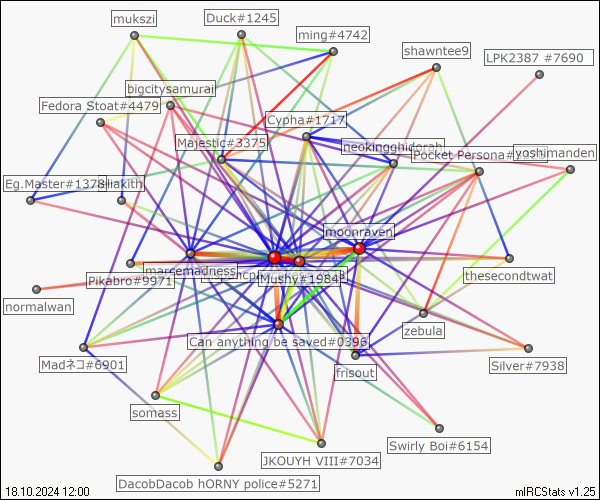 mukszi
Duck#1245
ming#4742
shawntee9
LPK2387 #7690
bigcitysamurai
Fedora Stoat#4479
Cypha#1717
Majestic#3375
neokingghidorah
Pocket Persona#
yoshimanden
Eg.Master#1378
moonraven
marcemadness
Mushy#1984
thesecondtwat
Pikabro#9971
normalwan
zebula
Can anything be saved#0396
Madネコ#6901
frisout
Silver#7938
somass
Swirly Boi#6154
JKOUYH VIII#7034
DacobDacob hORNY police#5271
18.10.2024 12:00
mIRCStats v1.25